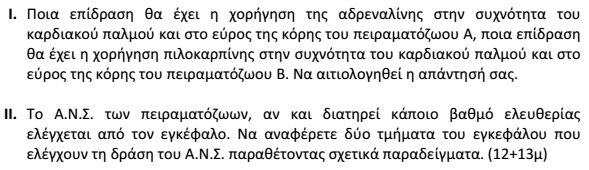 I. Ποια επίδραση θα έχει η χορήγηση της αδρεναλίνης στην συχνότητα του
καρδιακού παλμού και στο εύρος της κόρης του πειραματόζωου Α, ποια επίδραση
θα έχει η χορήγηση πιλοκαρπίνης στην συχνότητα του καρδιακού παλμού και στο
εύρος της κόρης του πειραματόζωου Β. Να αιτιολογηθεί η απάντησή σας.
II. Το Α.Ν.Σ. των πειραματόζωων, αν και διατηρεί κάποιο βαθμό ελευθερίας
ελέγχεται από τον εγκέφαλο. Να αναφέρετε δύο τμήματα του εγκεφάλου που
ελέγχουν τη δράση του Α.Ν.Σ. παραθέτοντας σχετικά παραδείγματα. (12+13μ)